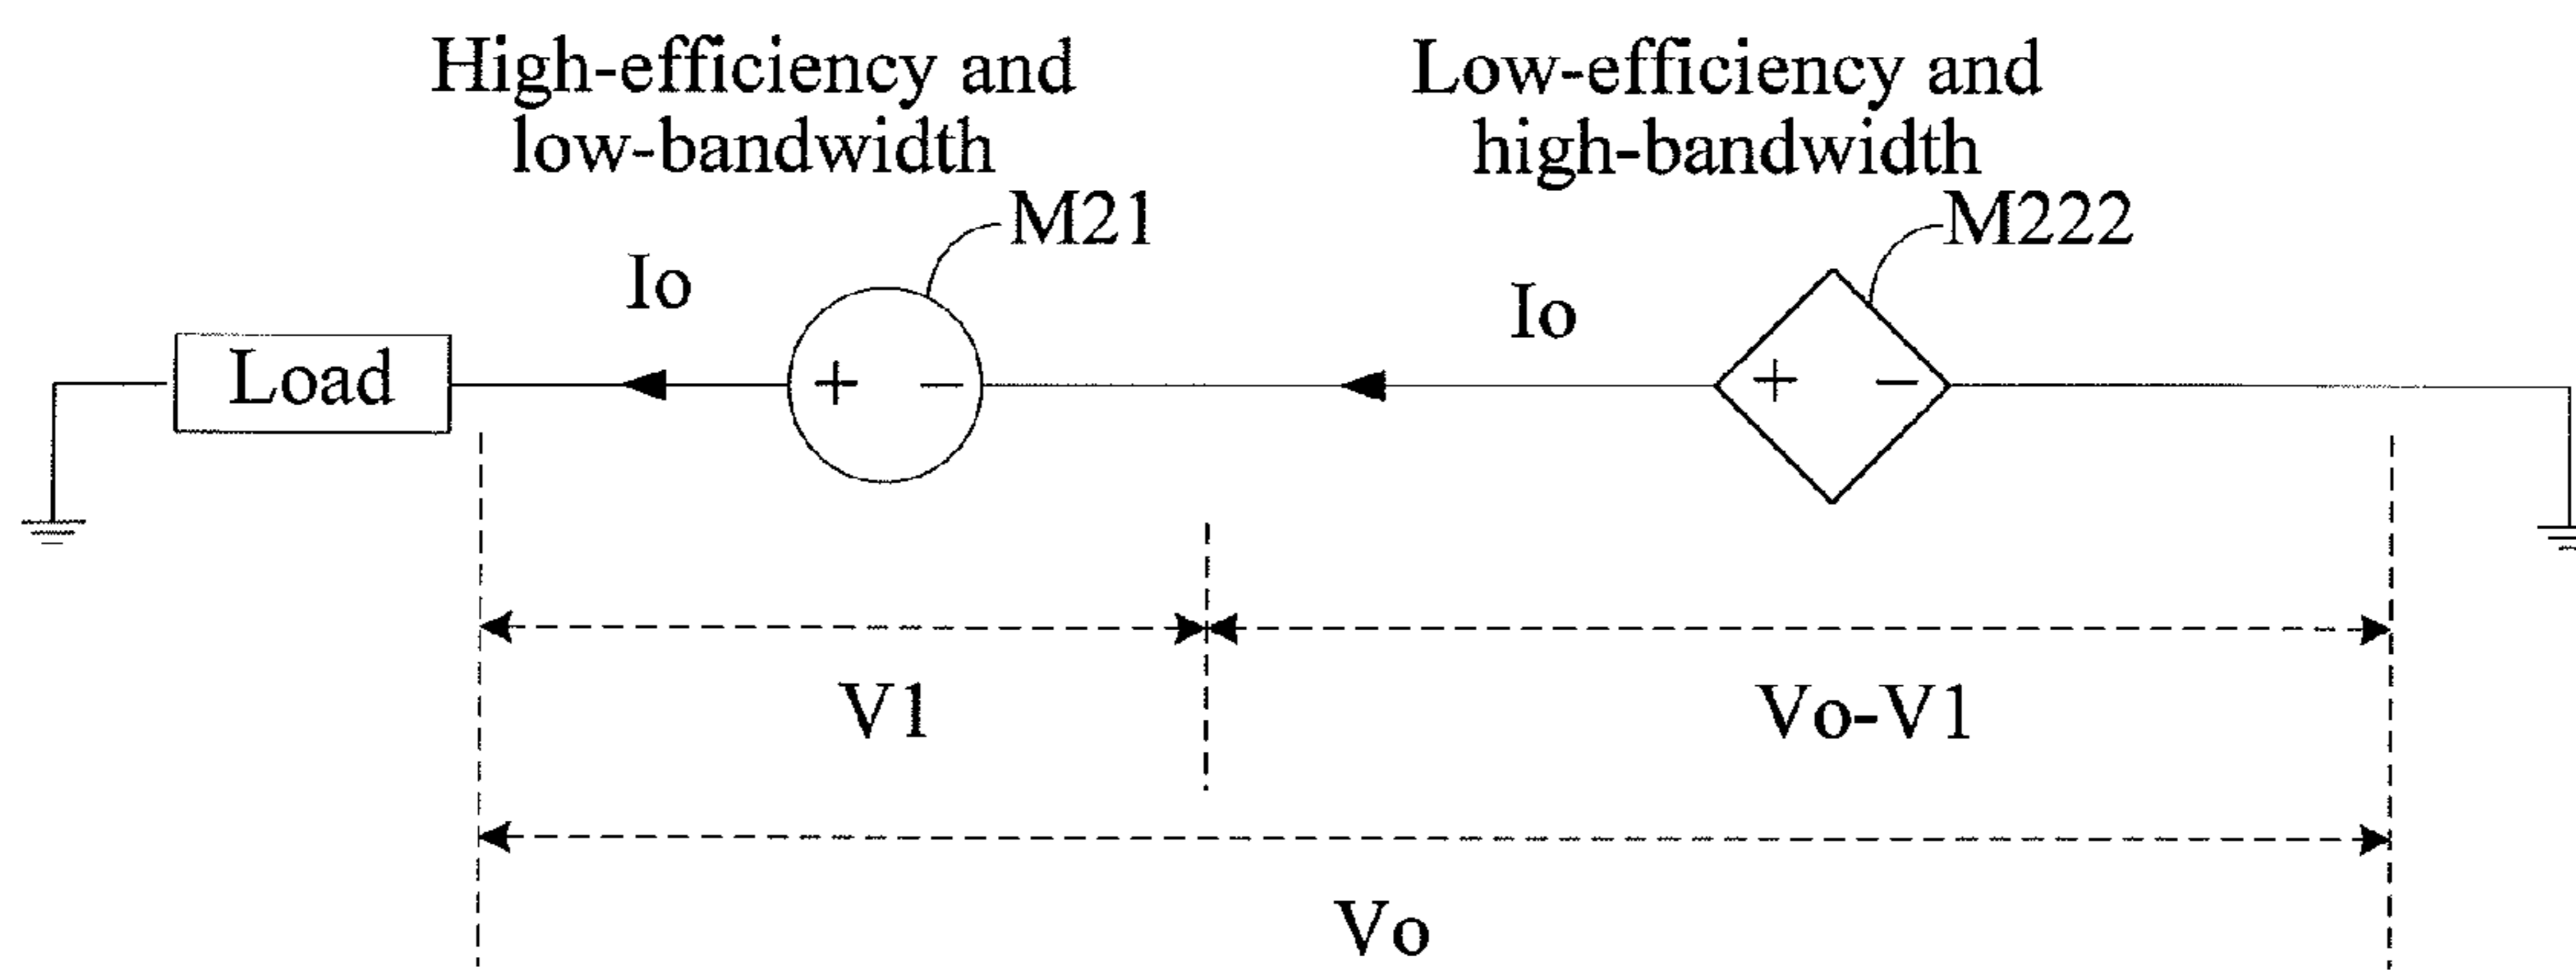 High-efficiency and
low-bandwidth
Low-efficiency and
high-bandwidth
M21
M222
Io
Io
Load
+ −
+ −
V1
Vo-V1
Vo